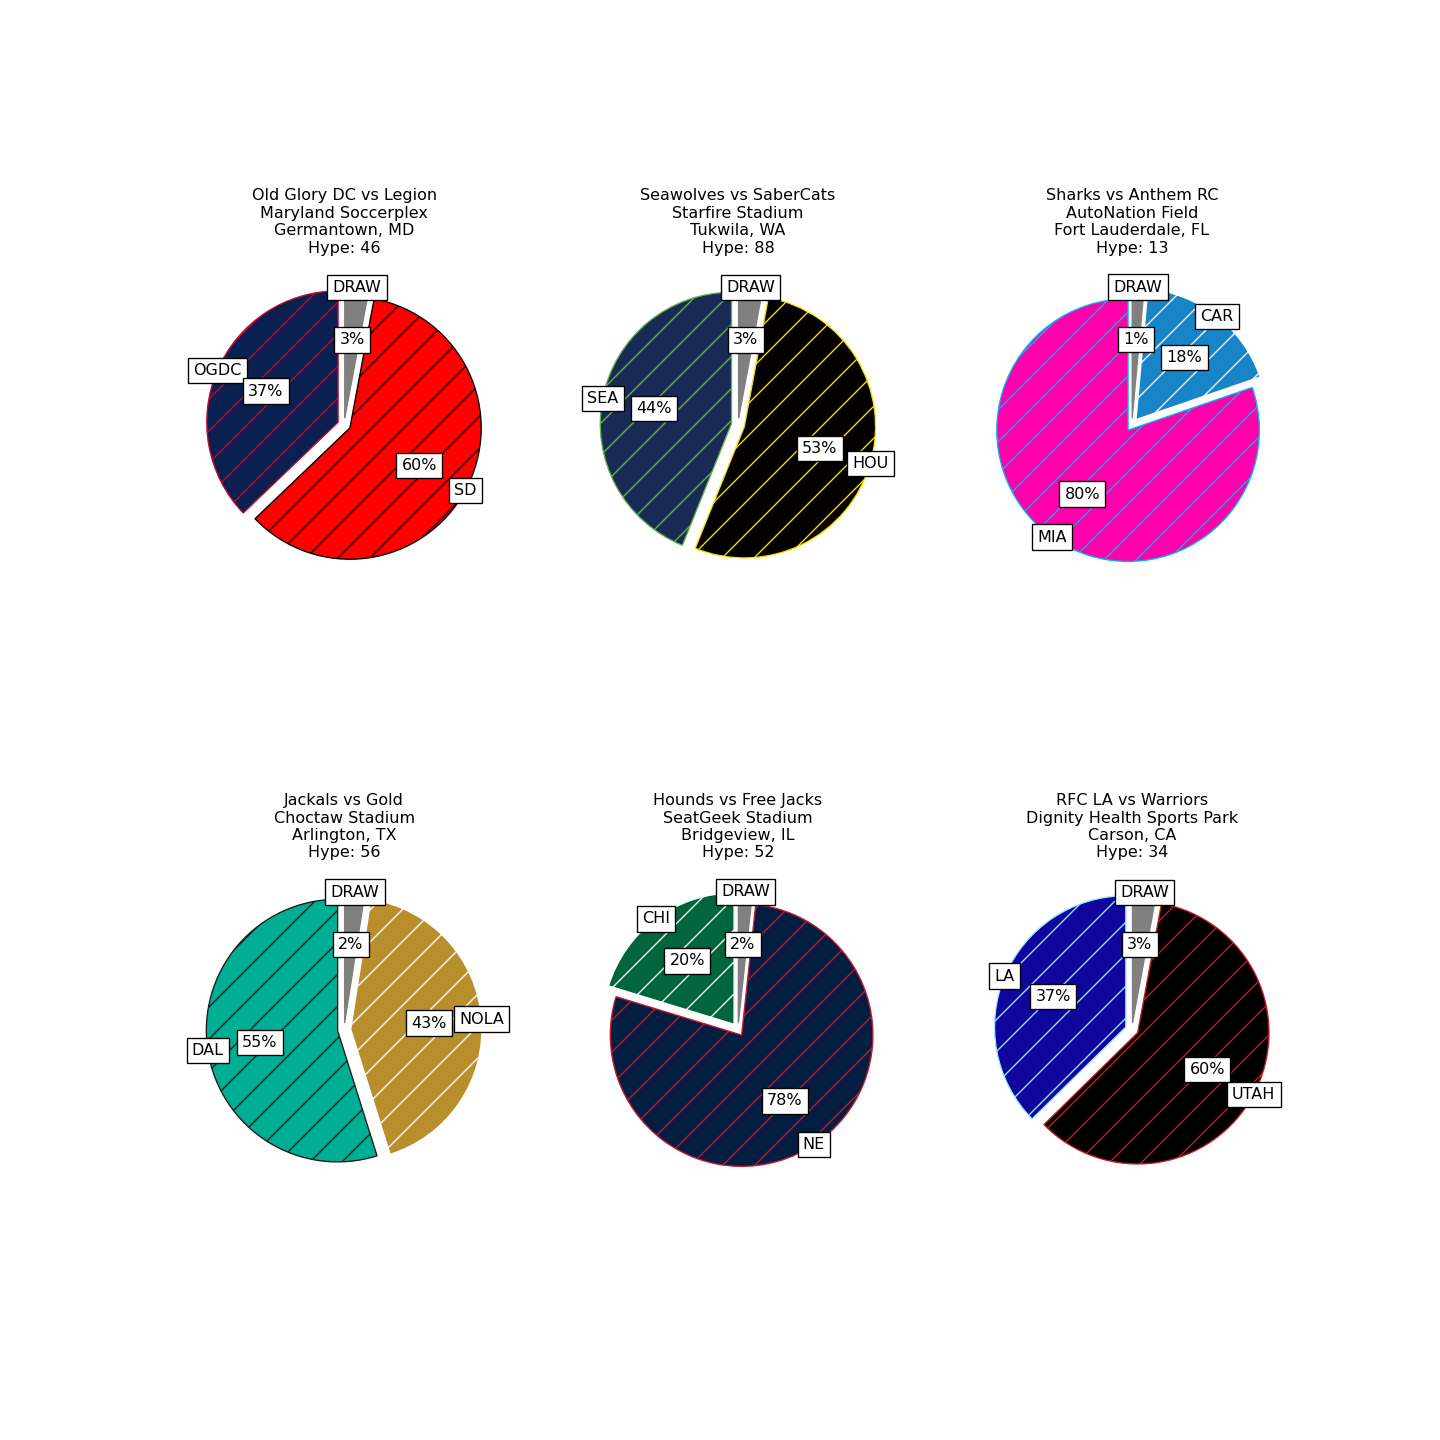 Old Glory DC vs Legion
Maryland Soccerplex
Germantown, MD
Hype: 46
DRAW
3%
OGDC
37%
60%
SD
Seawolves vs SaberCats
Starfire Stadium
Tukwila, WA
Hype: 88
DRAW
3%
SEA
44%
53%
HOU
Sharks vs Anthem RC
AutoNation Field
Fort Lauderdale, FL
Hype: 13
DRAW
CAR
1%
18%
80%
MIA
Jackals vs Gold
Choctaw Stadium
Arlington, TX
Hype: 56
DRAW
2%
NOLA
43%
55%
DAL
Hounds vs Free Jacks
SeatGeek Stadium
Bridgeview, IL
Hype: 52
DRAW
CHI
2%
20%
78%
NE
RFC LA vs Warriors
Dignity Health Sports Park
Carson, CA
Hype: 34
DRAW
3%
LA
37%
60%
UTAH